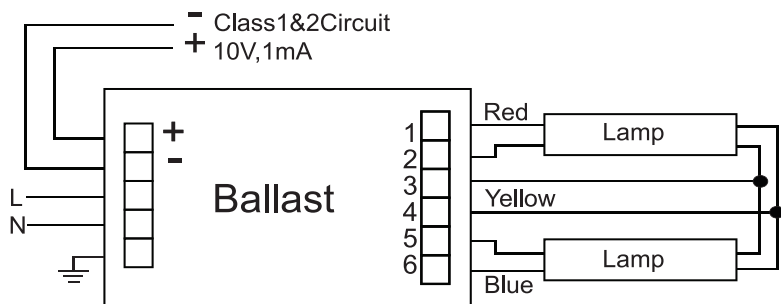 - Class1&2Circuit
+ 10V,1mA
+
-
L
N
Ballast
1
2
3
4
5
6
Red
Yellow
Blue
Lamp
Lamp